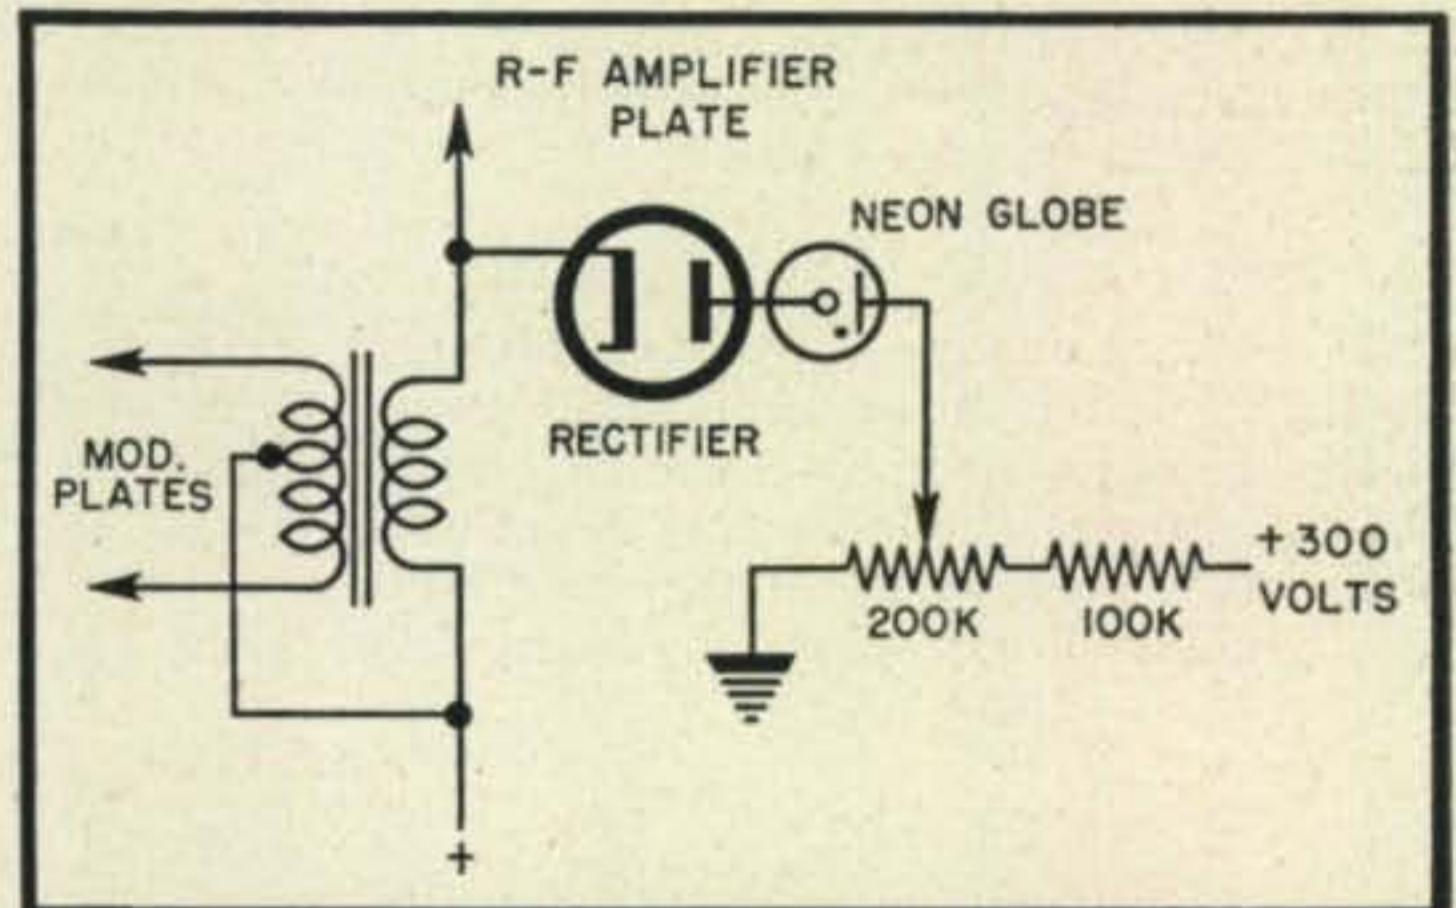 R-F AMPLIFIER
PLATE
NEON GLOBE
RECTIFIER
MOD.
PLATES
+300
VOLTS
200K
100K
+